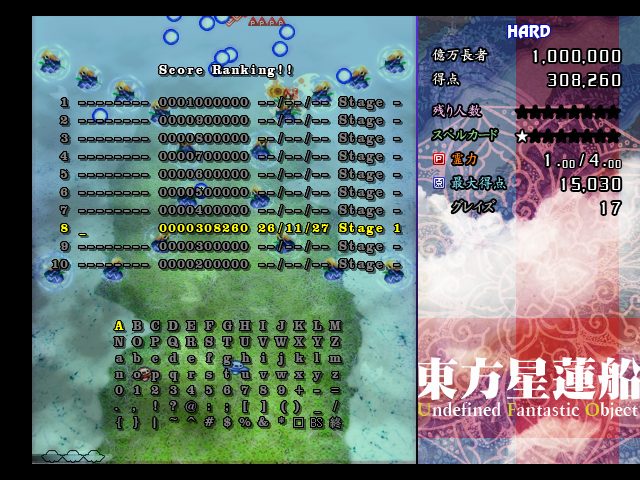 Score Ranking!!
1 -------- 0001000000 --/--/-- Stage -
2 -------- 0000900000 --/--/-- Stage -
3 -------- 0000800000 --/--/-- Stage -
4 -------- 0000700000 --/--/-- Stage -
5 -------- 0000600000 --/--/-- Stage -
6 -------- 0000500000 --/--/-- Stage -
7 -------- 0000400000 --/--/-- Stage -
8 _ 0000308260 26/11/27 Stage 1
9 -------- 0000300000 --/--/-- Stage -
10 -------- 0000200000 --/--/-- Stage -
A B C D E F G H I J K L M
N O P Q R S T U V W X Y Z
a b c d e f g h i j k l m
n o p q r s t u v w x y z
0 1 2 3 4 5 6 7 8 9 + - =
. , ! ? @ : ; [ ] ( ) _ /
{ } | ~ ^ # $ % & * □ BS 終
HARD
億万長者 1,000,000
得点 308,260
残り人数 ★★★★★★★★
スペルカード ★★★★★★★★
P 霊力 1.00/4.00
点 最大得点 15,030
グレイズ 17
東方星蓮船
Undefined Fantastic Object